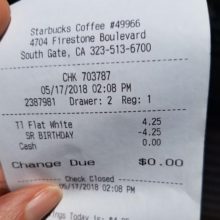 Starbucks Coffee #49966
4704 Firestone Boulevard
South Gate, CA 323-513-6700
CHK 703787
05/17/2018 02:08 PM
2387981 Drawer: 2 Reg: 1
T1 Flat White 4.25
SR BIRTHDAY -4.25
Cash 0.00
Change Due $0.00
Check Closed
05/17/2018 02:08 PM